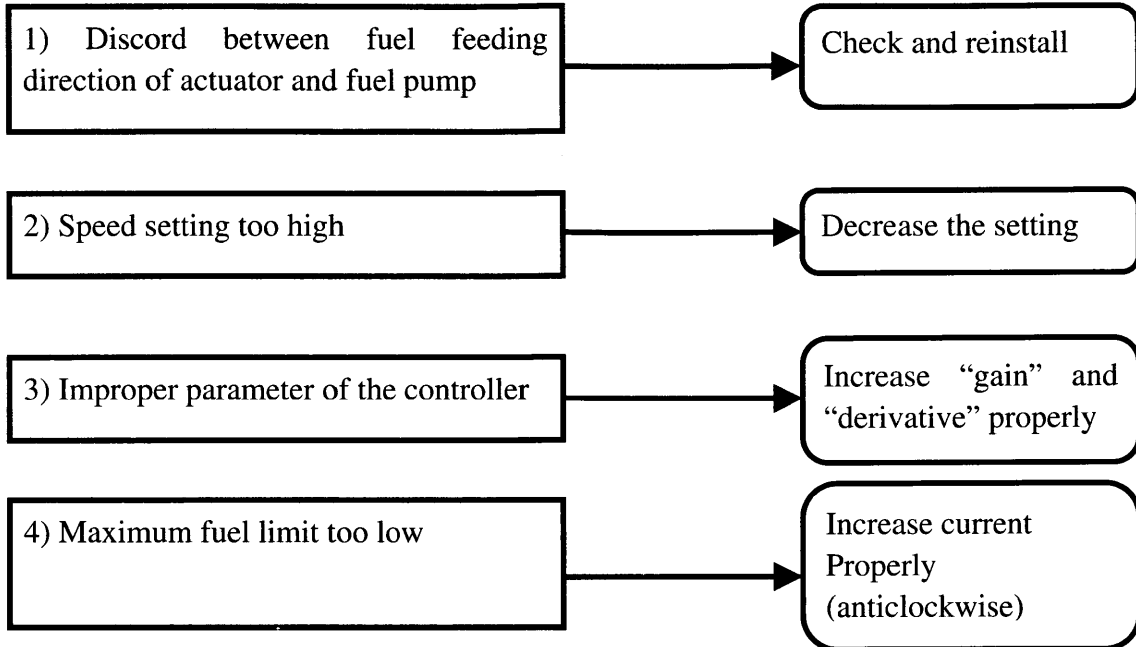 1) Discord between fuel feeding
direction of actuator and fuel pump
Check and reinstall
2) Speed setting too high
Decrease the setting
3) Improper parameter of the controller
Increase “gain” and
“derivative” properly
4) Maximum fuel limit too low
Increase current
Properly
(anticlockwise)